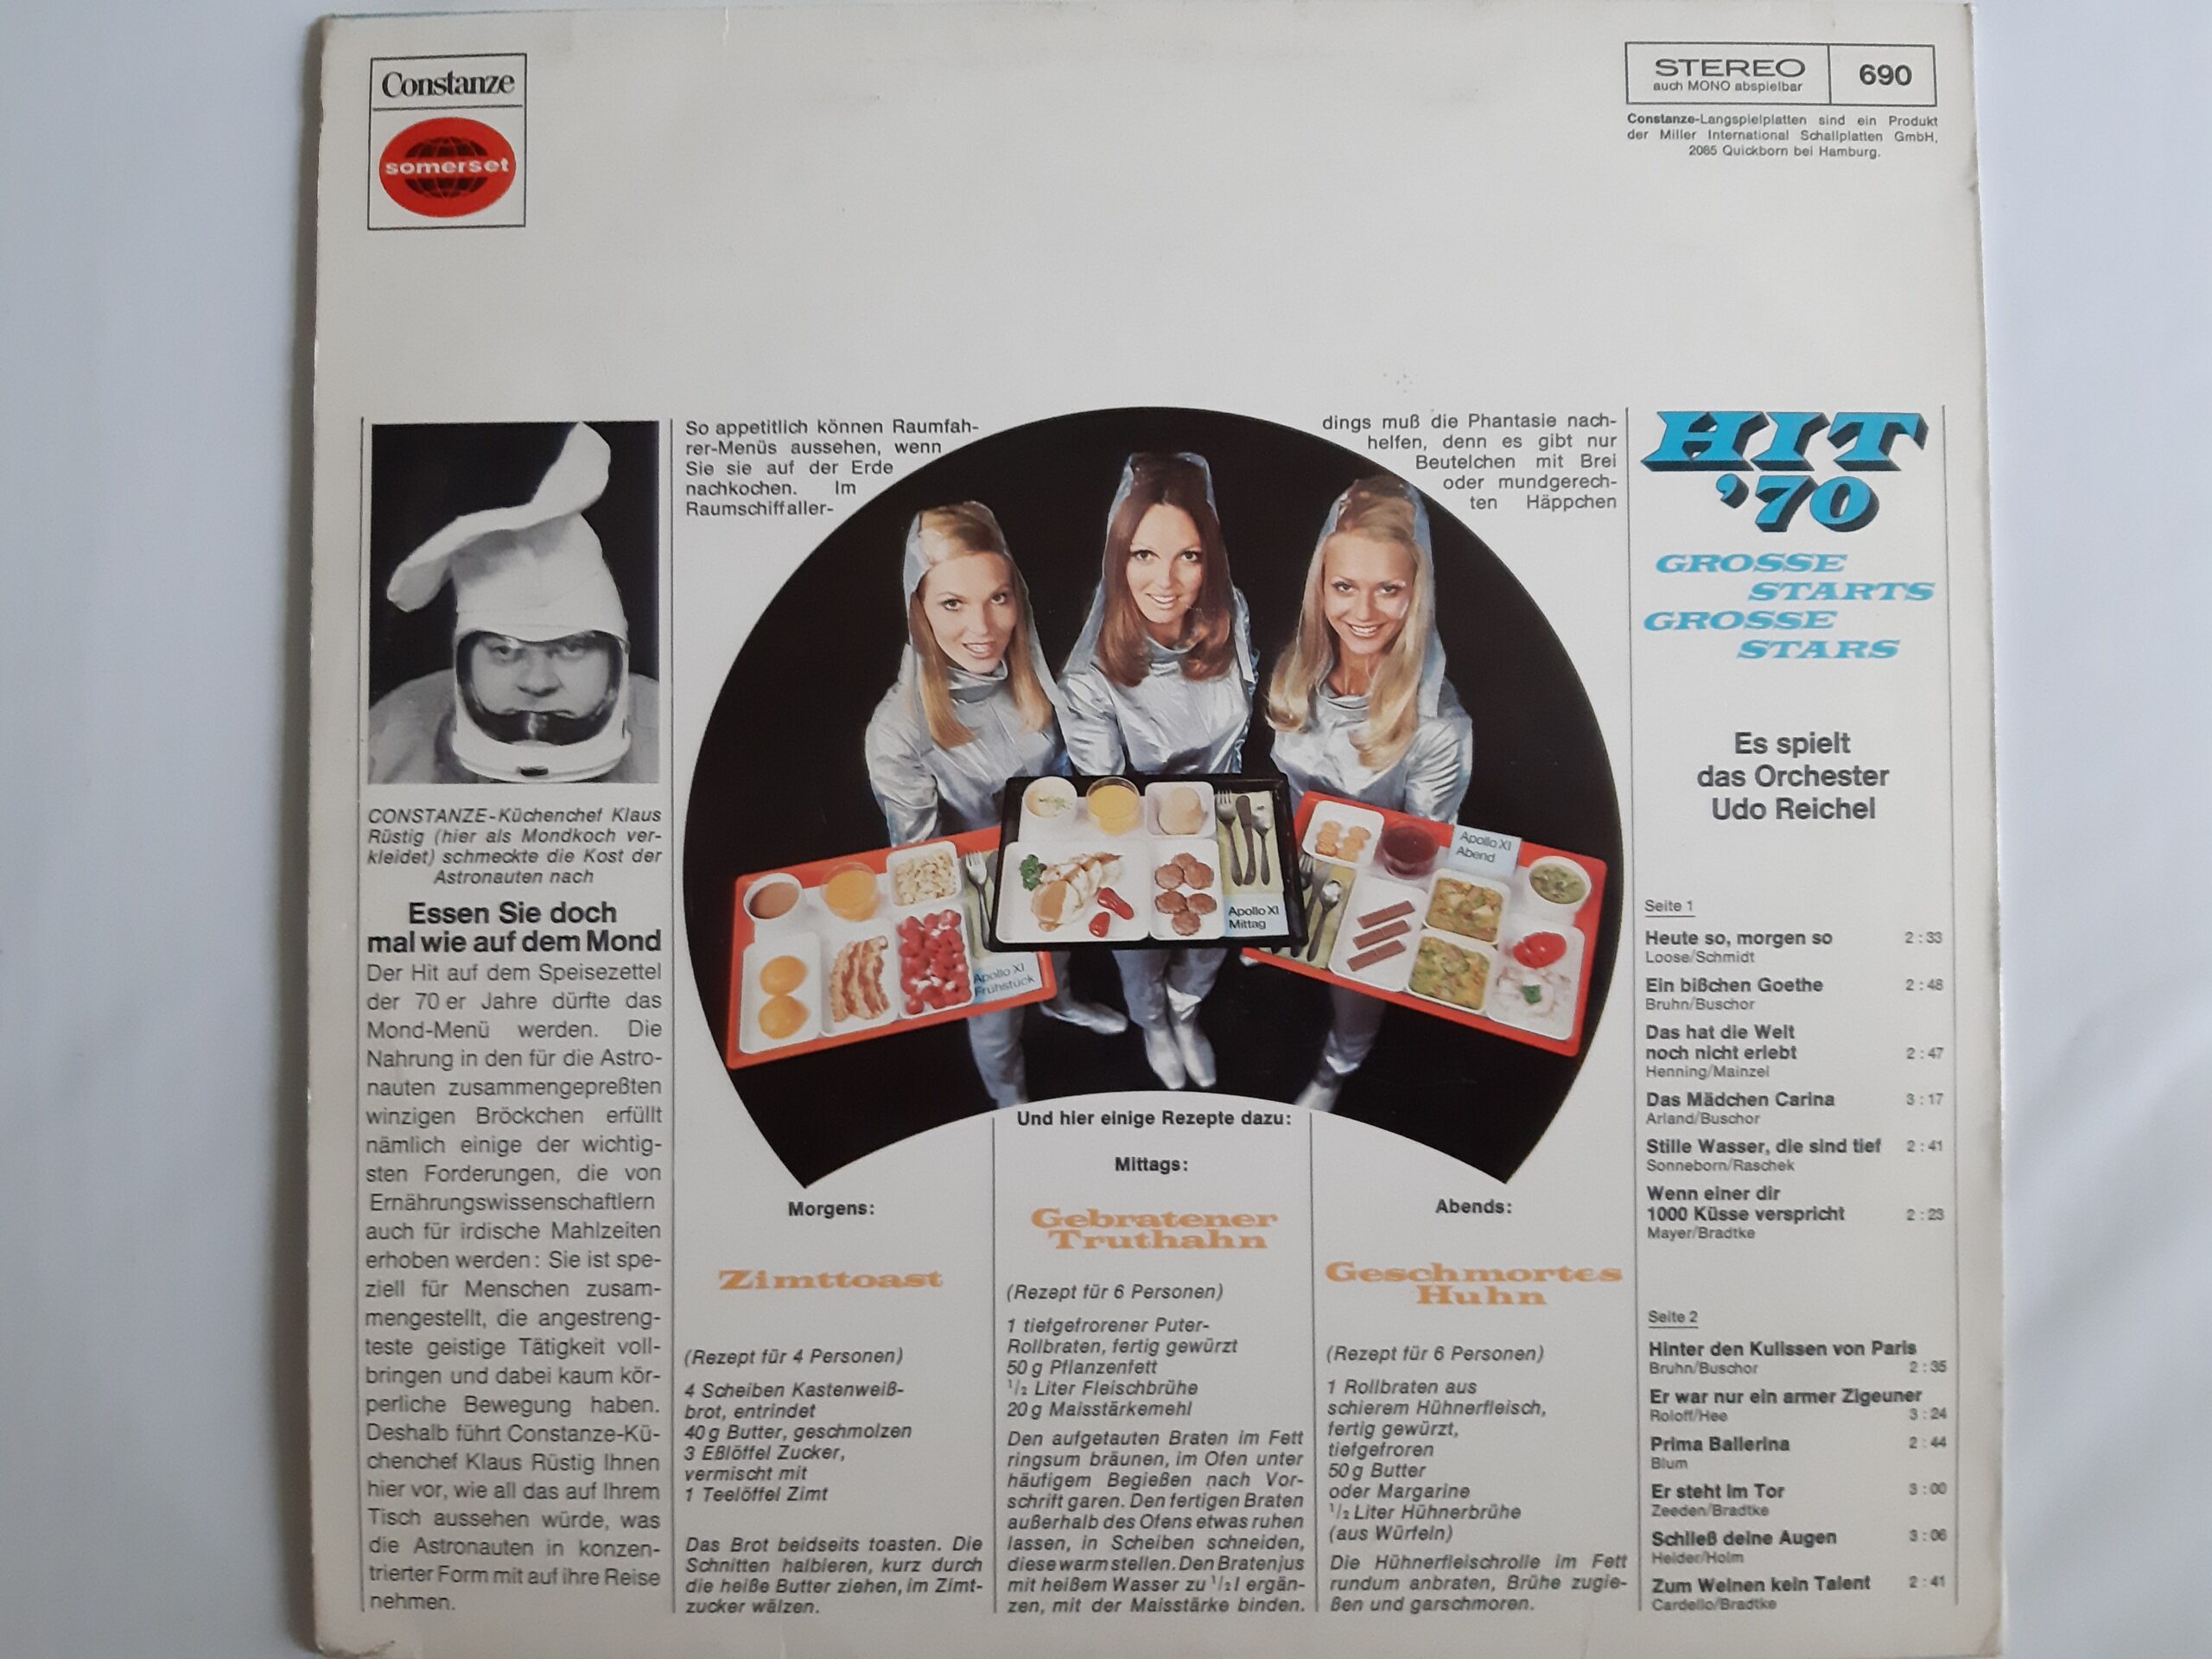 Constanze
somerset
STEREO
auch MONO abspielbar
690
Constanze-Langspielplatten sind ein Produkt
der Miller International Schallplatten GmbH,
2085 Quickborn bei Hamburg.
CONSTANZE-Küchenchef Klaus
Rüstig (hier als Mondkoch ver-
kleidet) schmeckte die Kost der
Astronauten nach
Essen Sie doch
mal wie auf dem Mond
Der Hit auf dem Speisezettel
der 70er Jahre dürfte das
Mond-Menü werden. Die
Nahrung in den für die Astro-
nauten zusammengepreßten
winzigen Bröckchen erfüllt
nämlich einige der wichtig-
sten Forderungen, die von
Ernährungswissenschaftlern
auch für irdische Mahlzeiten
erhoben werden: Sie ist spe-
ziell für Menschen zusam-
mengestellt, die angestreng-
teste geistige Tätigkeit voll-
bringen und dabei kaum kör-
perliche Bewegung haben.
Deshalb führt Constanze-Kü-
chenchef Klaus Rüstig Ihnen
hier vor, wie all das auf Ihrem
Tisch aussehen würde, was
die Astronauten in konzen-
trierter Form mit auf ihre Reise
nehmen.
So appetitlich können Raumfah-
rer-Menüs aussehen, wenn
Sie sie auf der Erde
nachkochen. Im
Raumschiff aller-
dings muß die Phantasie nach-
helfen, denn es gibt nur
Beutelchen mit Brei
oder mundgerech-
ten Häppchen
Apollo XI
Frühstück
Apollo XI
Mittag
Apollo XI
Abend
Und hier einige Rezepte dazu:
Morgens:
Zimttoast
(Rezept für 4 Personen)
4 Scheiben Kastenweiß-
brot, entrindet
40g Butter, geschmolzen
3 Eßlöffel Zucker,
vermischt mit
1 Teelöffel Zimt
Das Brot beidseits toasten. Die
Schnitten halbieren, kurz durch
die heiße Butter ziehen, im Zimt-
zucker wälzen.
Mittags:
Gebratener
Truthahn
(Rezept für 6 Personen)
1 tiefgefrorener Puter-
Rollbraten, fertig gewürzt
50g Pflanzenfett
1/2 Liter Fleischbrühe
20g Maisstärkemehl
Den aufgetauten Braten im Fett
ringsum bräunen, im Ofen unter
häufigem Begießen nach Vor-
schrift garen. Den fertigen Braten
außerhalb des Ofens etwas ruhen
lassen, in Scheiben schneiden,
diese warm stellen. Den Bratenjus
mit heißem Wasser zu 1/2 l ergän-
zen, mit der Maisstärke binden.
Abends:
Geschmortes
Huhn
(Rezept für 6 Personen)
1 Rollbraten aus
schierem Hühnerfleisch,
fertig gewürzt,
tiefgefroren
50g Butter
oder Margarine
1/2 Liter Hühnerbrühe
(aus Würfeln)
Die Hühnerfleischrolle im Fett
rundum anbraten, Brühe zugie-
ßen und garschmoren.
HIT
'70
GROSSE
STARTS
GROSSE
STARS
Es spielt
das Orchester
Udo Reichel
Seite 1
Heute so, morgen so 2:33
Loose/Schmidt
Ein bißchen Goethe 2:48
Bruhn/Buschor
Das hat die Welt
noch nicht erlebt 2:47
Henning/Mainzel
Das Mädchen Carina 3:17
Arland/Buschor
Stille Wasser, die sind tief 2:41
Sonneborn/Raschek
Wenn einer dir
1000 Küsse verspricht 2:23
Mayer/Bradtke
Seite 2
Hinter den Kulissen von Paris
Bruhn/Buschor 2:35
Er war nur ein armer Zigeuner
Roloff/Hee 3:24
Prima Ballerina 2:44
Blum
Er steht im Tor 3:00
Zeeden/Bradtke
Schließ deine Augen 3:06
Heider/Holm
Zum Weinen kein Talent 2:41
Cardello/Bradtke